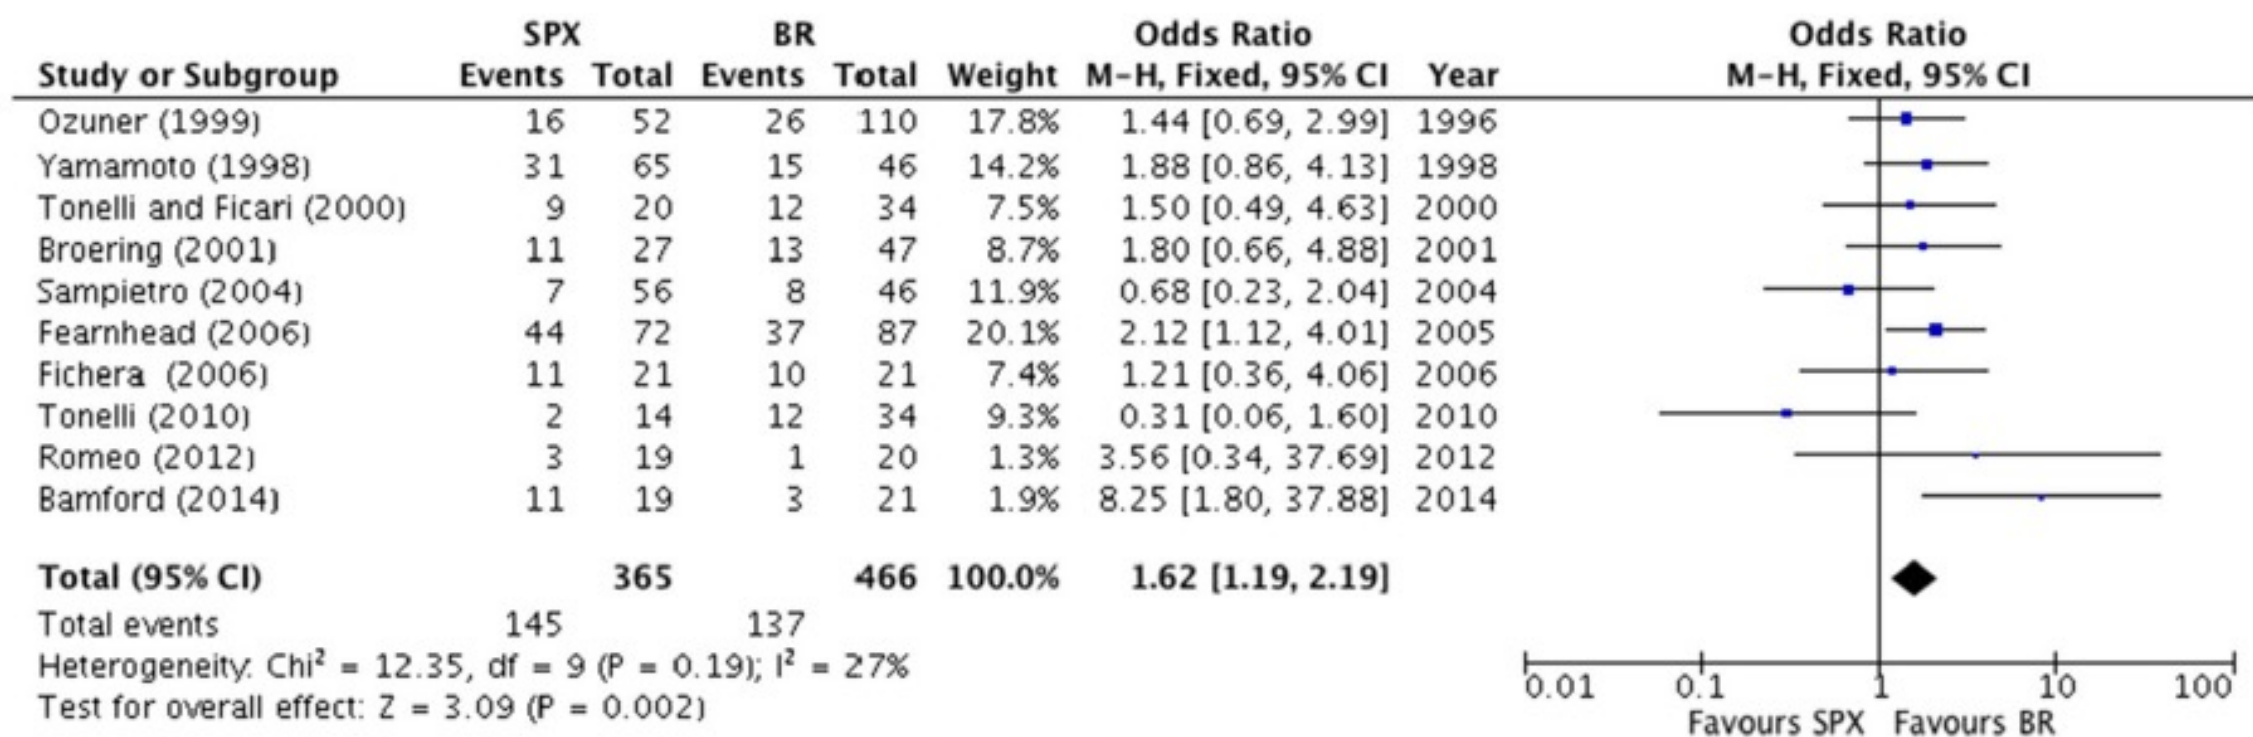 SPX BR Odds Ratio Odds Ratio
Study or Subgroup Events Total Events Total Weight M-H, Fixed, 95% CI Year M-H, Fixed, 95% CI
Ozuner (1999) 16 52 26 110 17.8% 1.44 [0.69, 2.99] 1996
Yamamoto (1998) 31 65 15 46 14.2% 1.88 [0.86, 4.13] 1998
Tonelli and Ficari (2000) 9 20 12 34 7.5% 1.50 [0.49, 4.63] 2000
Broering (2001) 11 27 13 47 8.7% 1.80 [0.66, 4.88] 2001
Sampietro (2004) 7 56 8 46 11.9% 0.68 [0.23, 2.04] 2004
Fearnhead (2006) 44 72 37 87 20.1% 2.12 [1.12, 4.01] 2005
Fichera (2006) 11 21 10 21 7.4% 1.21 [0.36, 4.06] 2006
Tonelli (2010) 2 14 12 34 9.3% 0.31 [0.06, 1.60] 2010
Romeo (2012) 3 19 1 20 1.3% 3.56 [0.34, 37.69] 2012
Bamford (2014) 11 19 3 21 1.9% 8.25 [1.80, 37.88] 2014
Total (95% CI) 365 466 100.0% 1.62 [1.19, 2.19]
Total events 145 137
Heterogeneity: Chi² = 12.35, df = 9 (P = 0.19); I² = 27%
Test for overall effect: Z = 3.09 (P = 0.002)
0.01 0.1 1 10 100
Favours SPX Favours BR